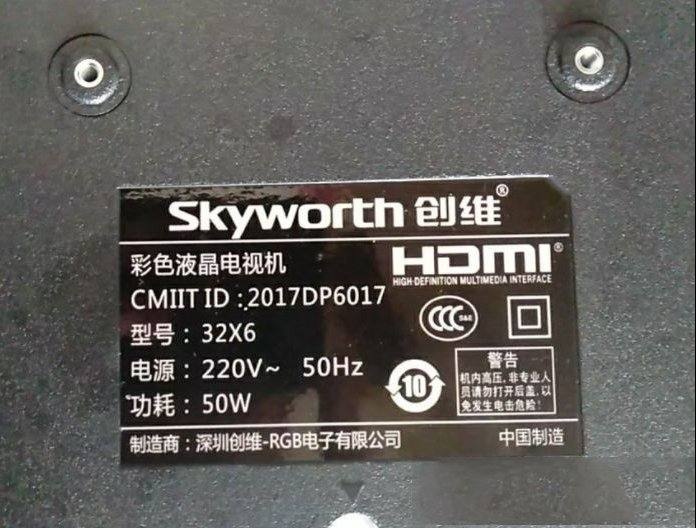 Skyworth 创维®
彩色液晶电视机
HDMI®
HIGH-DEFINITION MULTIMEDIA INTERFACE
CMIIT ID：2017DP6017
型号：32X6
CCC S&E
电源：220V~ 50Hz
功耗：50W
10
警告
机内高压，非专业人
员请勿打开后盖，以
免发生电击危险！
制造商：深圳创维-RGB电子有限公司
中国制造